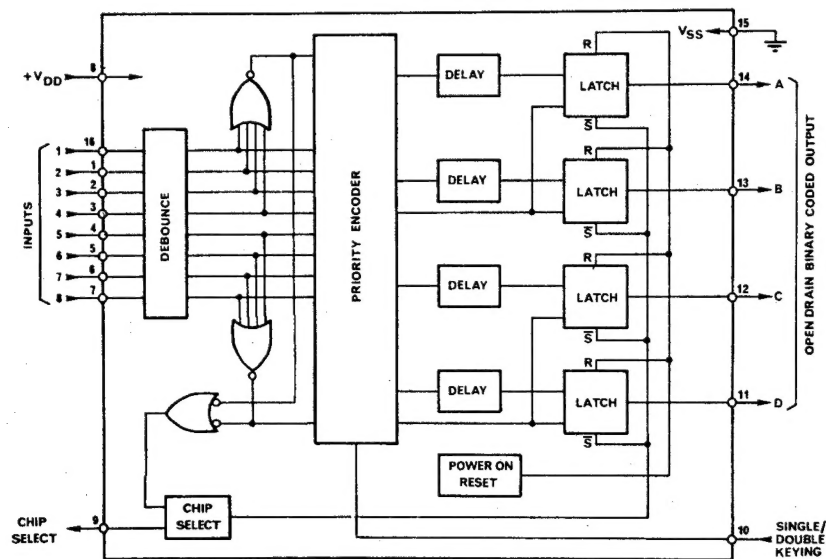 +VDD
8
VSS
15
R
DELAY
LATCH
S̅
14
A
INPUTS
1
16
2
1
3
2
4
3
5
4
6
5
7
6
8
7
DEBOUNCE
PRIORITY ENCODER
R
DELAY
LATCH
S̅
13
B
R
DELAY
LATCH
S̅
12
C
R
DELAY
LATCH
S̅
11
D
OPEN DRAIN BINARY CODED OUTPUT
POWER ON
RESET
CHIP
SELECT
CHIP
SELECT
9
10
SINGLE/
DOUBLE
KEYING